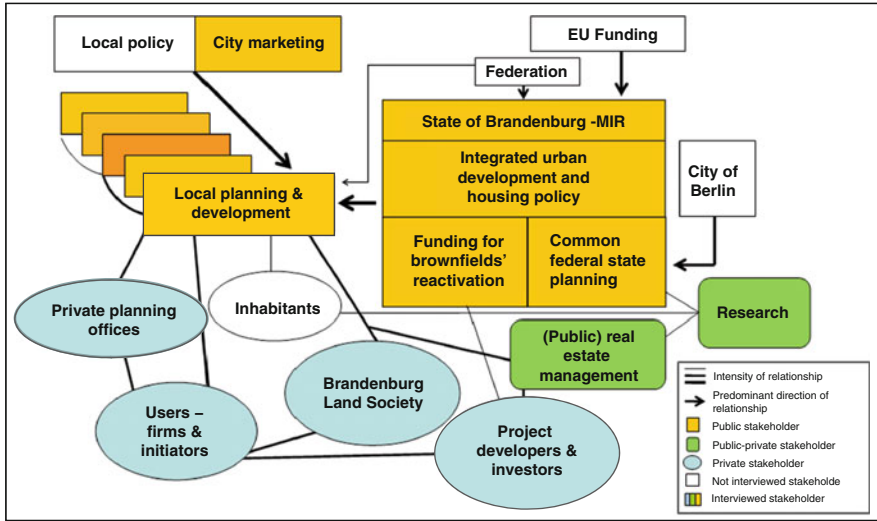 Local policy
City marketing
EU Funding
Federation
State of Brandenburg -MIR
Integrated urban
development and
housing policy
City of
Berlin
Local planning &
development
Funding for
brownfields'
reactivation
Common
federal state
planning
Private planning
offices
Inhabitants
Research
(Public) real
estate
management
Brandenburg
Land Society
Users –
firms &
initiators
Project
developers &
investors
Intensity of relationship
Predominant direction of
relationship
Public stakeholder
Public-private stakeholder
Private stakeholder
Not interviewed stakeholde
Interviewed stakeholder